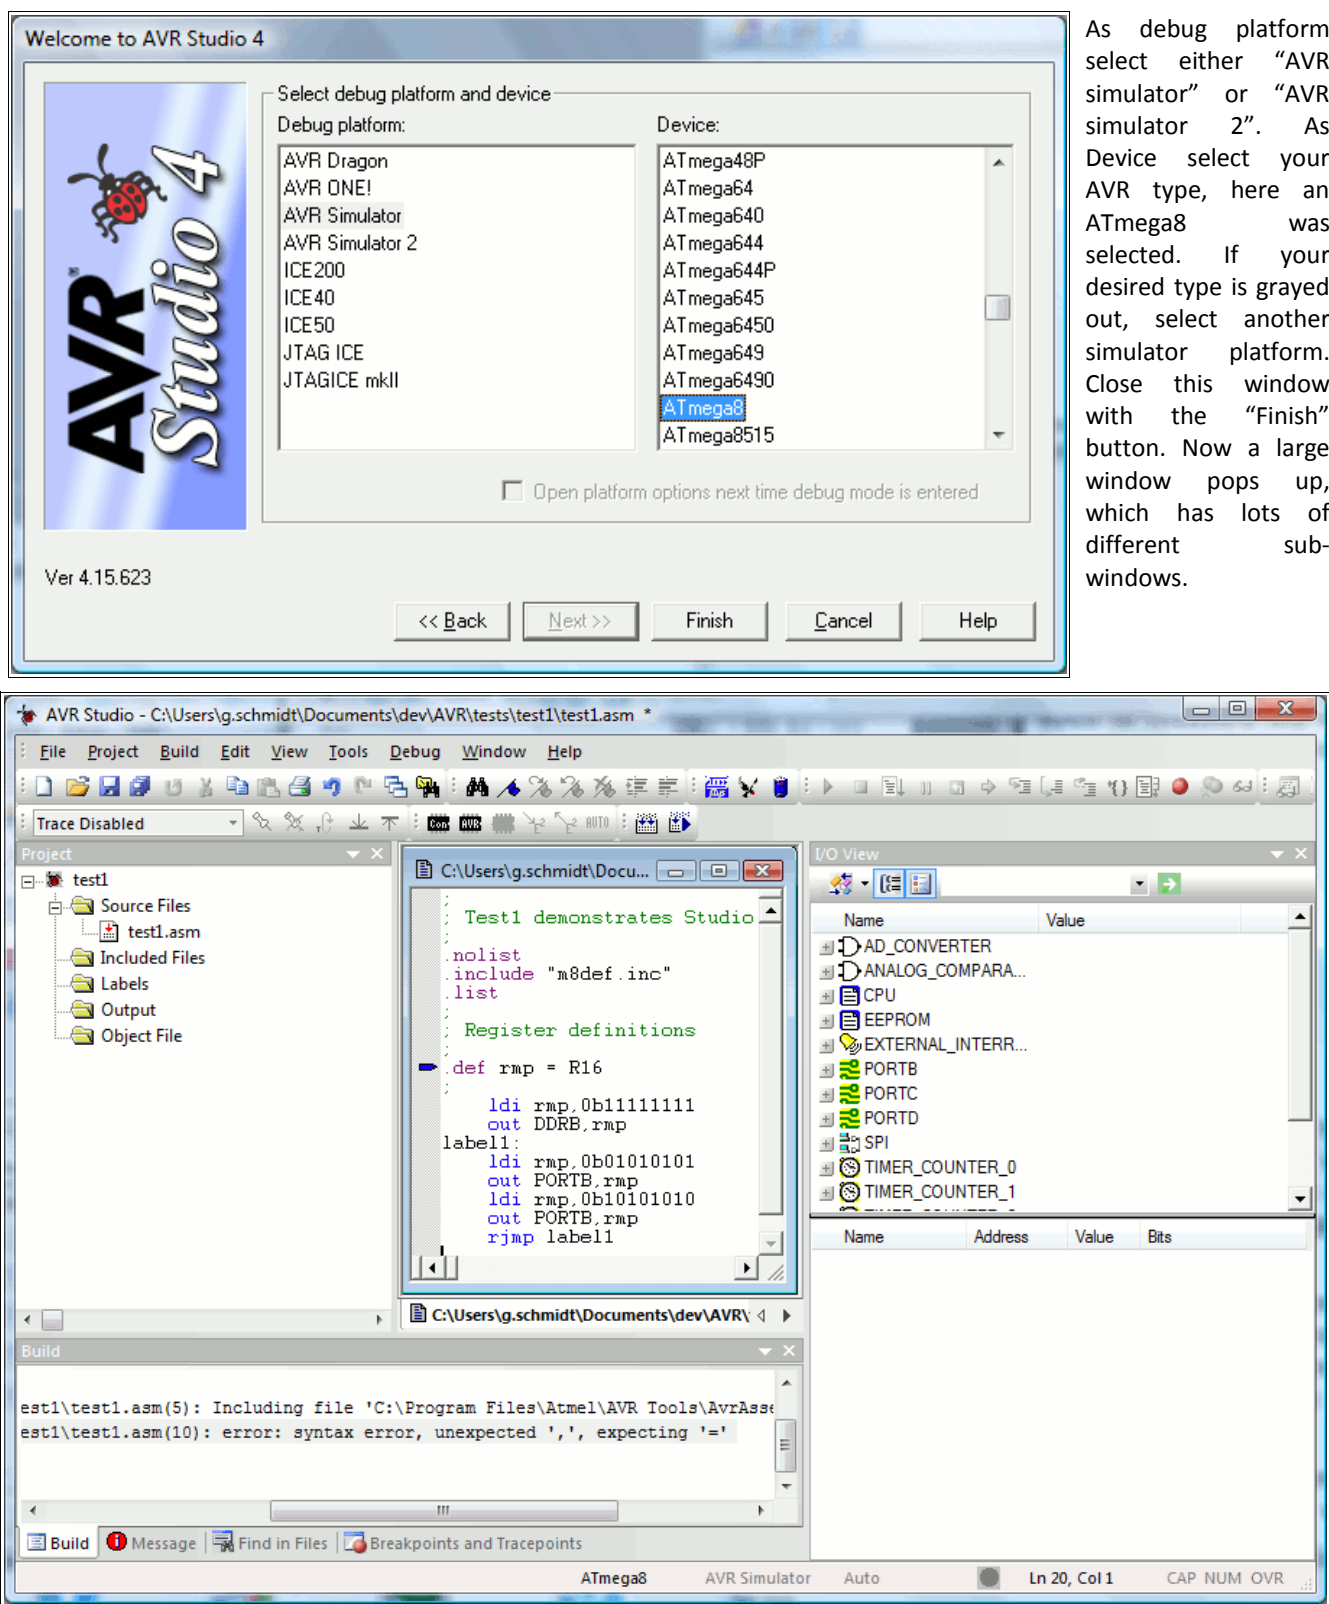 Welcome to AVR Studio 4
AVR Studio 4
Select debug platform and device
Debug platform:
AVR Dragon
AVR ONE!
AVR Simulator
AVR Simulator 2
ICE200
ICE40
ICE50
JTAG ICE
JTAGICE mkII
Device:
ATmega48P
ATmega64
ATmega640
ATmega644
ATmega644P
ATmega645
ATmega6450
ATmega649
ATmega6490
ATmega8
ATmega8515
Open platform options next time debug mode is entered
Ver 4.15.623
<< Back
Next >>
Finish
Cancel
Help
As debug platform
select either “AVR
simulator” or “AVR
simulator 2”. As
Device select your
AVR type, here an
ATmega8 was
selected. If your
desired type is grayed
out, select another
simulator platform.
Close this window
with the “Finish”
button. Now a large
window pops up,
which has lots of
different sub-
windows.
AVR Studio - C:\Users\g.schmidt\Documents\dev\AVR\tests\test1\test1.asm *
File Project Build Edit View Tools Debug Window Help
Trace Disabled
Con AVR AUTO
Project
test1
Source Files
test1.asm
Included Files
Labels
Output
Object File
C:\Users\g.schmidt\Docu...
;
; Test1 demonstrates Studio
;
.nolist
.include "m8def.inc"
.list
;
; Register definitions
;
.def rmp = R16
;
ldi rmp,0b11111111
out DDRB,rmp
label1:
ldi rmp,0b01010101
out PORTB,rmp
ldi rmp,0b10101010
out PORTB,rmp
rjmp label1
C:\Users\g.schmidt\Documents\dev\AVR\
I/O View
Name Value
AD_CONVERTER
ANALOG_COMPARA...
CPU
EEPROM
EXTERNAL_INTERR...
PORTB
PORTC
PORTD
SPI
TIMER_COUNTER_0
TIMER_COUNTER_1
Name Address Value Bits
Build
est1\test1.asm(5): Including file 'C:\Program Files\Atmel\AVR Tools\AvrAsse
est1\test1.asm(10): error: syntax error, unexpected ',', expecting '='
Build Message Find in Files Breakpoints and Tracepoints
ATmega8 AVR Simulator Auto Ln 20, Col 1 CAP NUM OVR